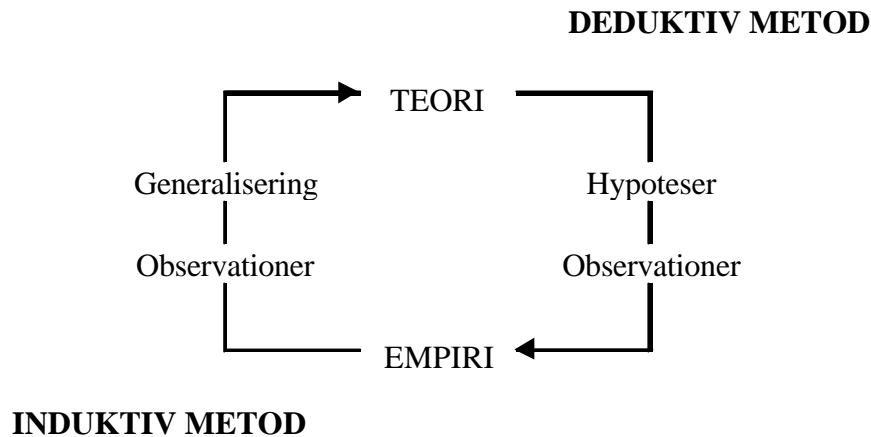 DEDUKTIV METOD
TEORI
Generalisering
Hypoteser
Observationer
Observationer
EMPIRI
INDUKTIV METOD